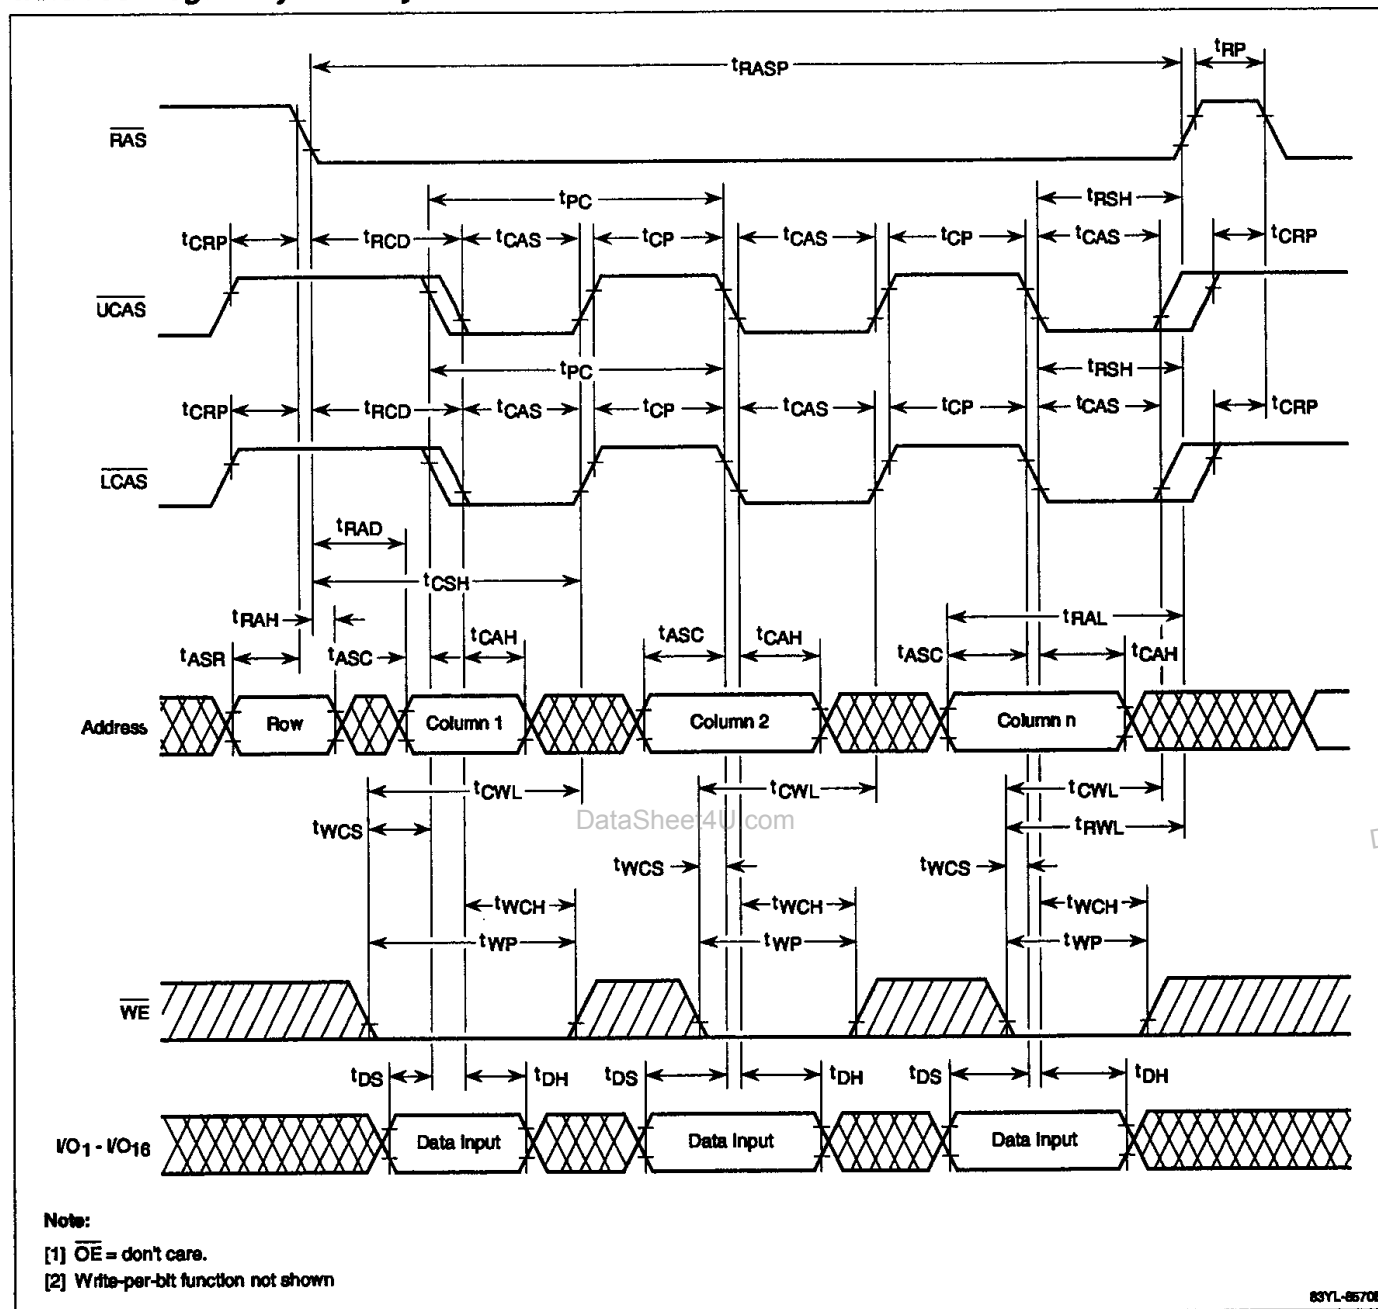 tRASP tRP
RAS
tPC tRSH
tCRP tRCD tCAS tCP tCAS tCP tCAS tCRP
UCAS
tPC tRSH
tCRP tRCD tCAS tCP tCAS tCP tCAS tCRP
LCAS
tRAD
tCSH
tRAH tASC tCAH tRAL
tASR tASC tCAH tASC tCAH
Address Row Column 1 Column 2 Column n
tCWL tCWL tCWL
DataSheet4U.com
tWCS tRWL
tWCS tWCS
tWCH tWCH tWCH
tWP tWP tWP
WE
tDS tDH tDS tDH tDS tDH
I/O1 - I/O16 Data Input Data Input Data Input
Note:
[1] OE = don't care.
[2] Write-per-bit function not shown